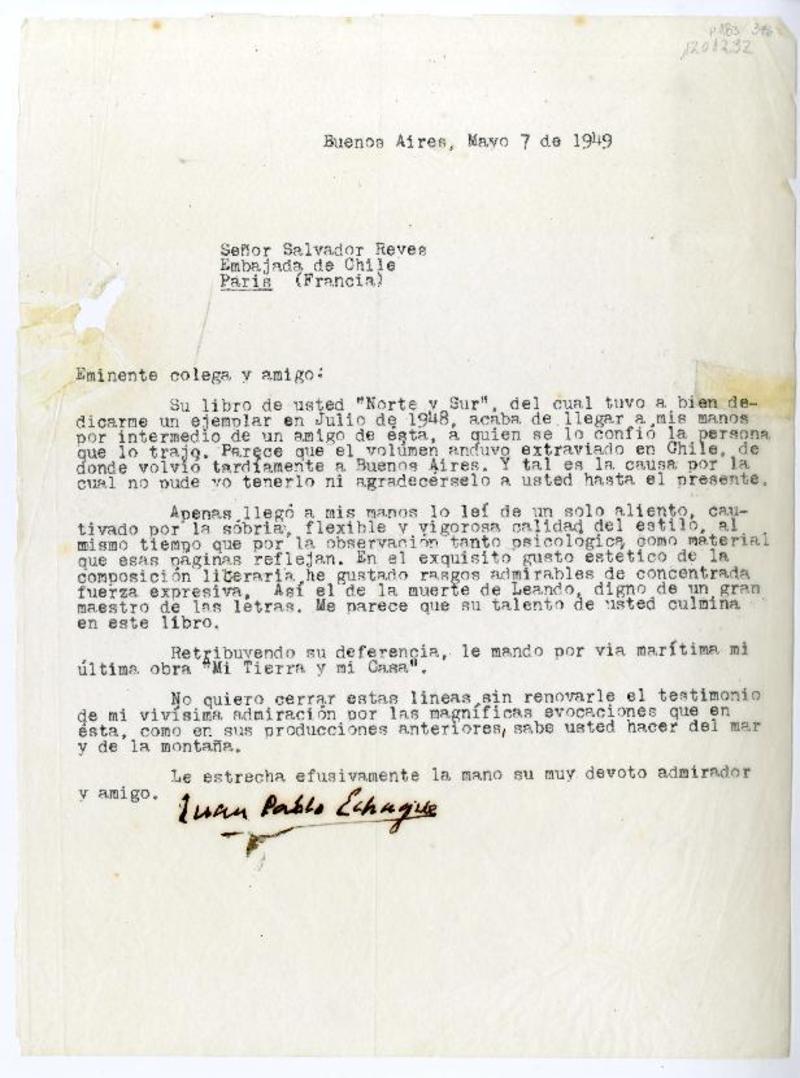 Buenos Aires, Mayo 7 de 1949
Señor Salvador Reyes
Embajada de Chile
Paris (Francia)
Eminente colega y amigo:
Su libro de usted "Norte y Sur", del cual tuvo a bien de-
dicarme un ejemplar en Julio de 1948, acaba de llegar a mis manos
por intermedio de un amigo de ésta, a quien se lo confió la persona
que lo trajo. Parece que el volúmen anduvo extraviado en Chile, de
donde volvió tardíamente a Buenos Aires. Y tal es la causa por la
cual no pude yo tenerlo ni agradecérselo a usted hasta el presente.
Apenas llegó a mis manos lo leí de un solo aliento, cau-
tivado por la sobria, flexible y vigorosa calidad del estilo, al
mismo tiempo que por la observación tanto psicologica como material
que esas páginas reflejan. En el exquisito gusto estético de la
composición literaria he gustado rasgos admirables de concentrada
fuerza expresiva. Así el de la muerte de Leando, digno de un gran
maestro de las letras. Me parece que su talento de usted culmina
en este libro.
Retribuyendo su deferencia, le mando por via marítima mi
última obra "Mi Tierra y mi Casa".
No quiero cerrar estas lineas sin renovarle el testimonio
de mi vivísima admiración por las magníficas evocaciones que en
ésta, como en sus producciones anteriores, sabe usted hacer del mar
y de la montaña.
Le estrecha efusivamente la mano su muy devoto admirador
y amigo.
Juan Pablo Echagüe